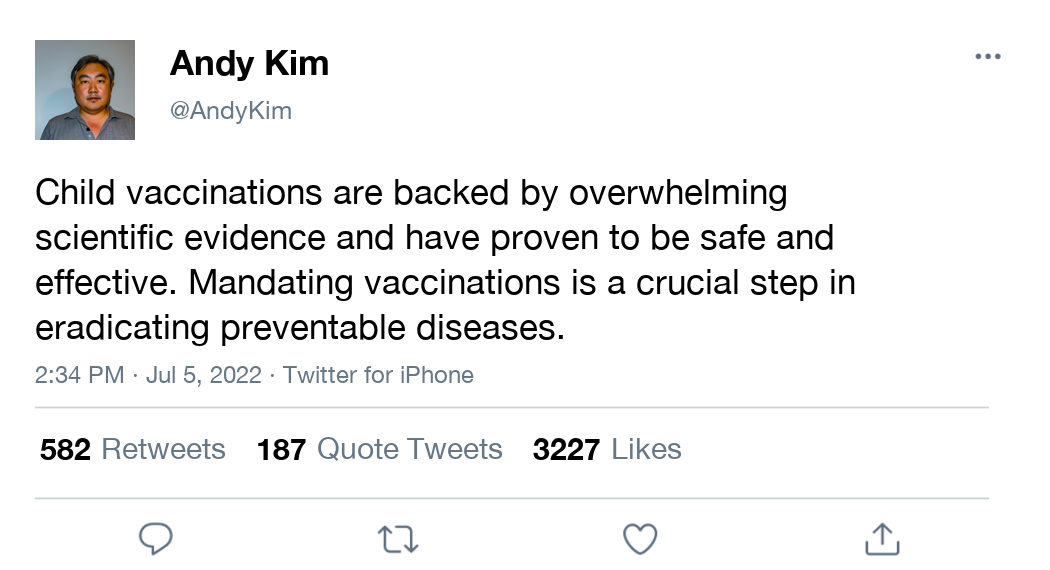 Andy Kim
@AndyKim
Child vaccinations are backed by overwhelming
scientific evidence and have proven to be safe and
effective. Mandating vaccinations is a crucial step in
eradicating preventable diseases.
2:34 PM · Jul 5, 2022 · Twitter for iPhone
582 Retweets 187 Quote Tweets 3227 Likes